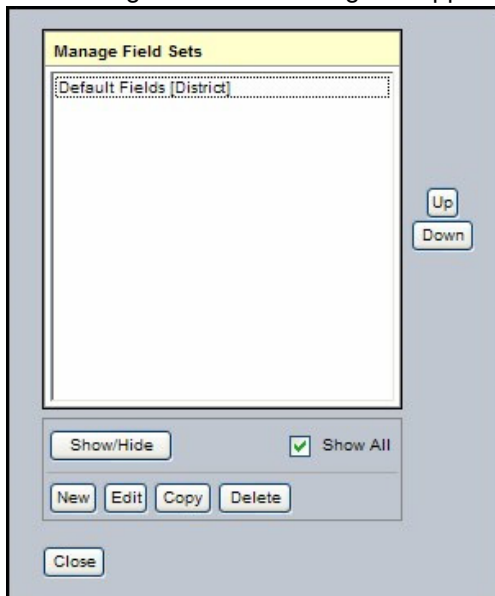 Manage Field Sets
Default Fields [District]
Up
Down
Show/Hide
Show All
New Edit Copy Delete
Close